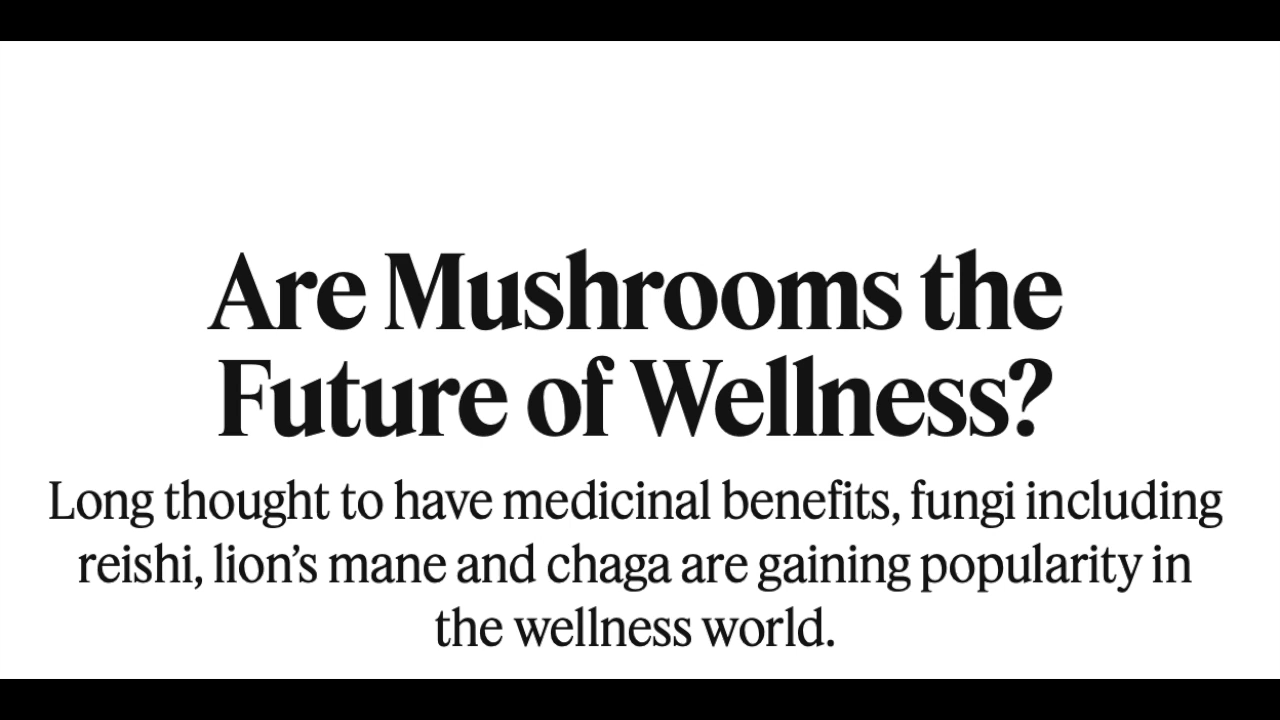 Are Mushrooms the
Future of Wellness?
Long thought to have medicinal benefits, fungi including
reishi, lion’s mane and chaga are gaining popularity in
the wellness world.